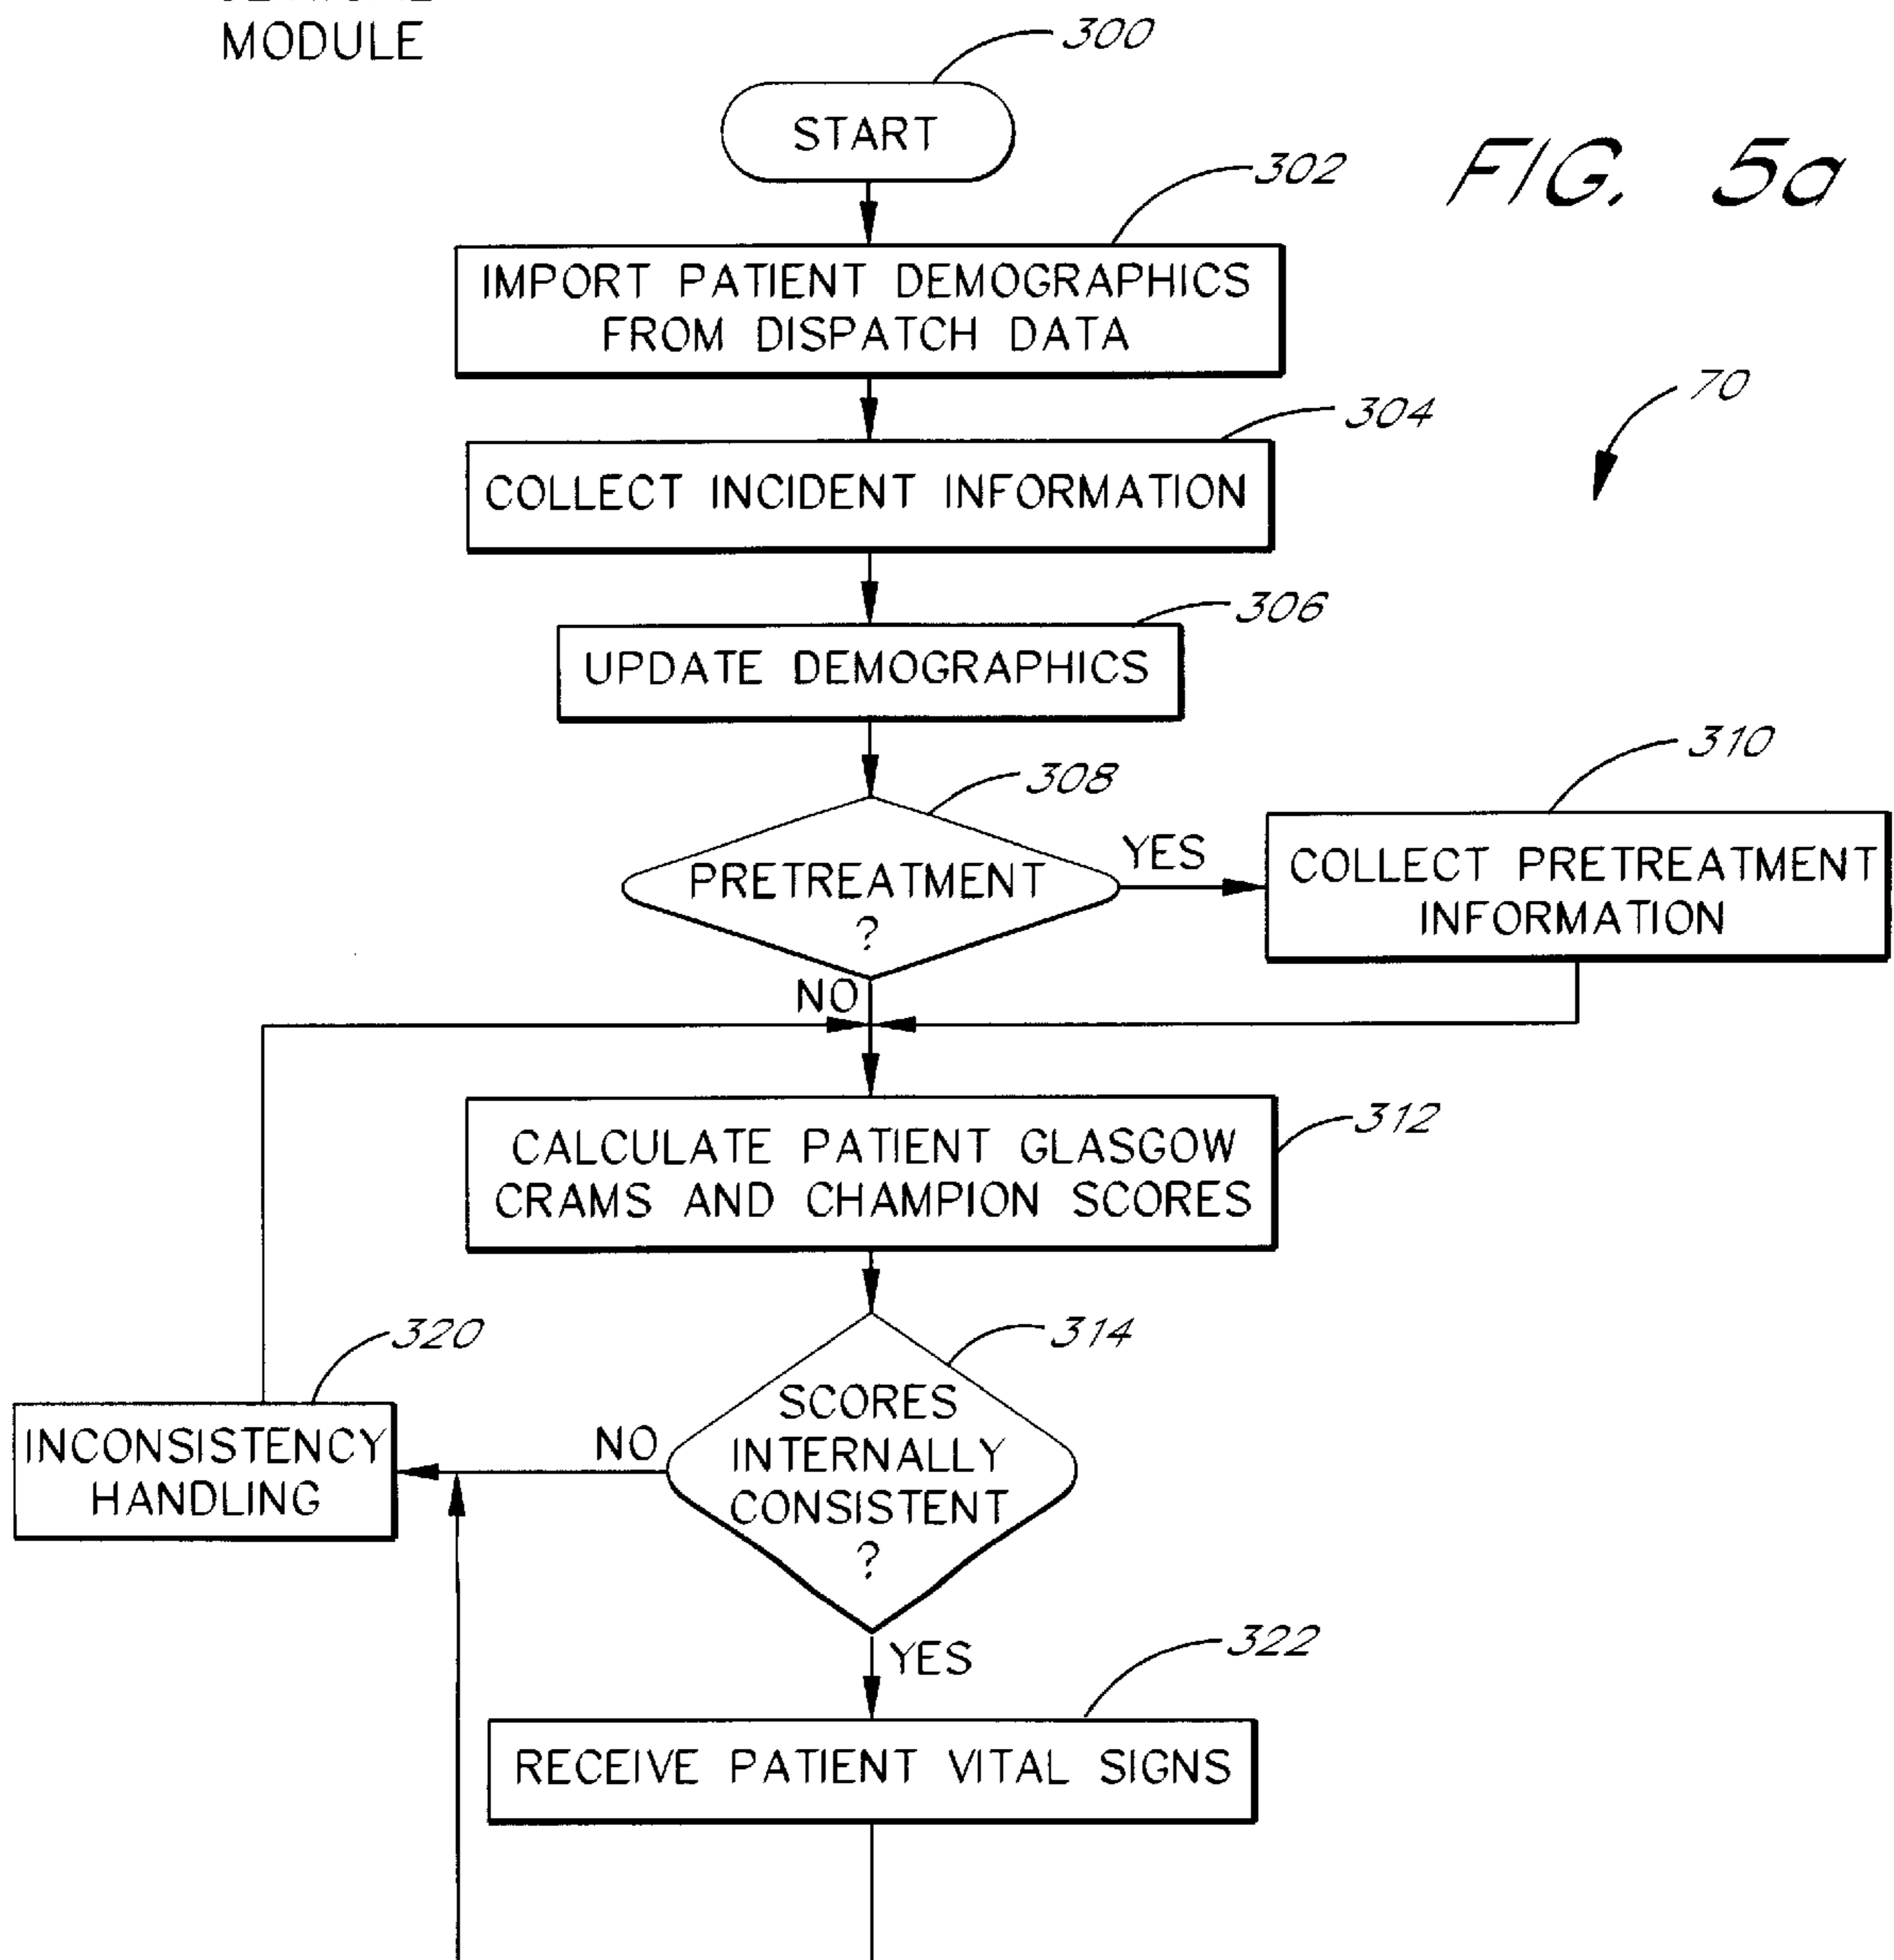 MODULE
300
START
FIG. 5a
302
IMPORT PATIENT DEMOGRAPHICS
FROM DISPATCH DATA
70
304
COLLECT INCIDENT INFORMATION
306
UPDATE DEMOGRAPHICS
310
308
YES
COLLECT PRETREATMENT
INFORMATION
PRETREATMENT
?
NO
312
CALCULATE PATIENT GLASGOW
CRAMS AND CHAMPION SCORES
320
314
SCORES
INTERNALLY
CONSISTENT
?
NO
INCONSISTENCY
HANDLING
YES
322
RECEIVE PATIENT VITAL SIGNS